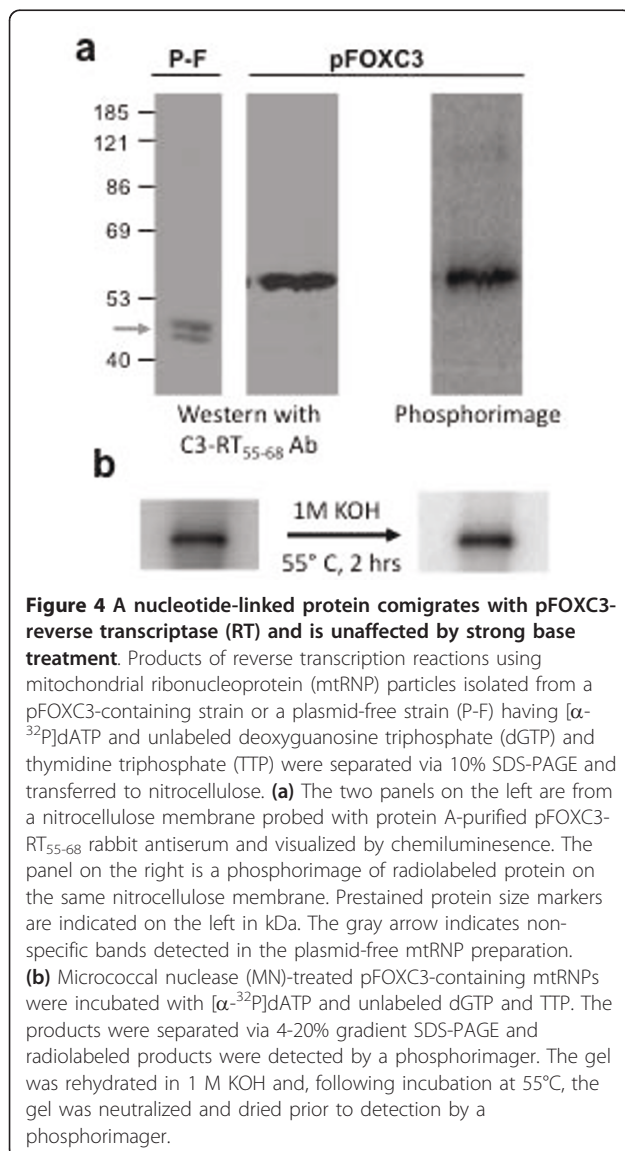 a
P-F pFOXC3
185
121
86
69
53
40
Western with
C3-RT55-68 Ab
Phosphorimage
b
1M KOH
55° C, 2 hrs
Figure 4 A nucleotide-linked protein comigrates with pFOXC3-
reverse transcriptase (RT) and is unaffected by strong base
treatment. Products of reverse transcription reactions using
mitochondrial ribonucleoprotein (mtRNP) particles isolated from a
pFOXC3-containing strain or a plasmid-free strain (P-F) having [α-
32P]dATP and unlabeled deoxyguanosine triphosphate (dGTP) and
thymidine triphosphate (TTP) were separated via 10% SDS-PAGE and
transferred to nitrocellulose. (a) The two panels on the left are from
a nitrocellulose membrane probed with protein A-purified pFOXC3-
RT55-68 rabbit antiserum and visualized by chemiluminesence. The
panel on the right is a phosphorimage of radiolabeled protein on
the same nitrocellulose membrane. Prestained protein size markers
are indicated on the left in kDa. The gray arrow indicates non-
specific bands detected in the plasmid-free mtRNP preparation.
(b) Micrococcal nuclease (MN)-treated pFOXC3-containing mtRNPs
were incubated with [α-32P]dATP and unlabeled dGTP and TTP. The
products were separated via 4-20% gradient SDS-PAGE and
radiolabeled products were detected by a phosphorimager. The gel
was rehydrated in 1 M KOH and, following incubation at 55°C, the
gel was neutralized and dried prior to detection by a
phosphorimager.